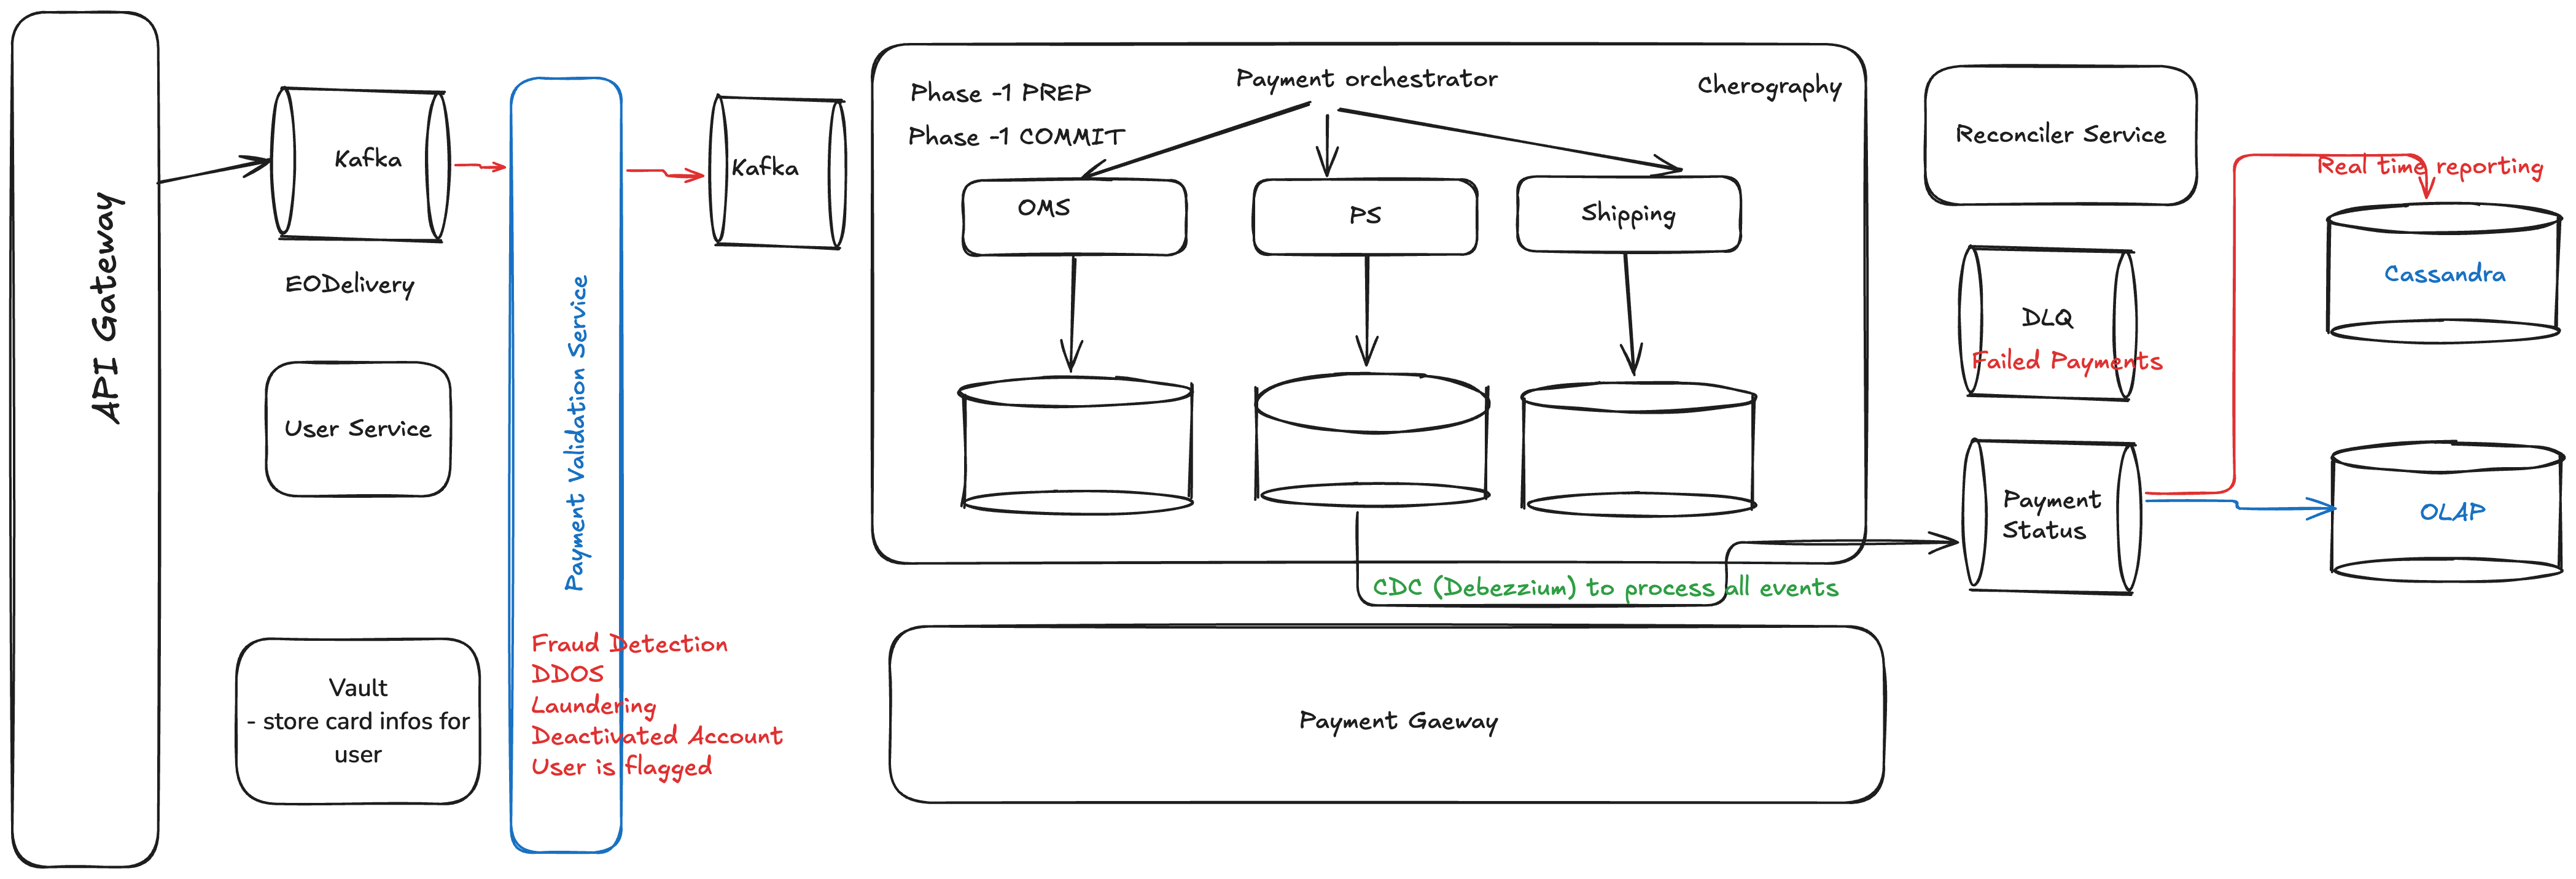 API Gateway
Kafka
EODelivery
User Service
Vault
- store card infos for
user
Payment Validation Service
Fraud Detection
DDOS
Laundering
Deactivated Account
User is flagged
Kafka
Phase -1 PREP
Phase -1 COMMIT
Payment orchestrator
Cherography
OMS
PS
Shipping
CDC (Debezzium) to process all events
Payment Gaeway
Reconciler Service
DLQ
Failed Payments
Payment
Status
Real time reporting
Cassandra
OLAP